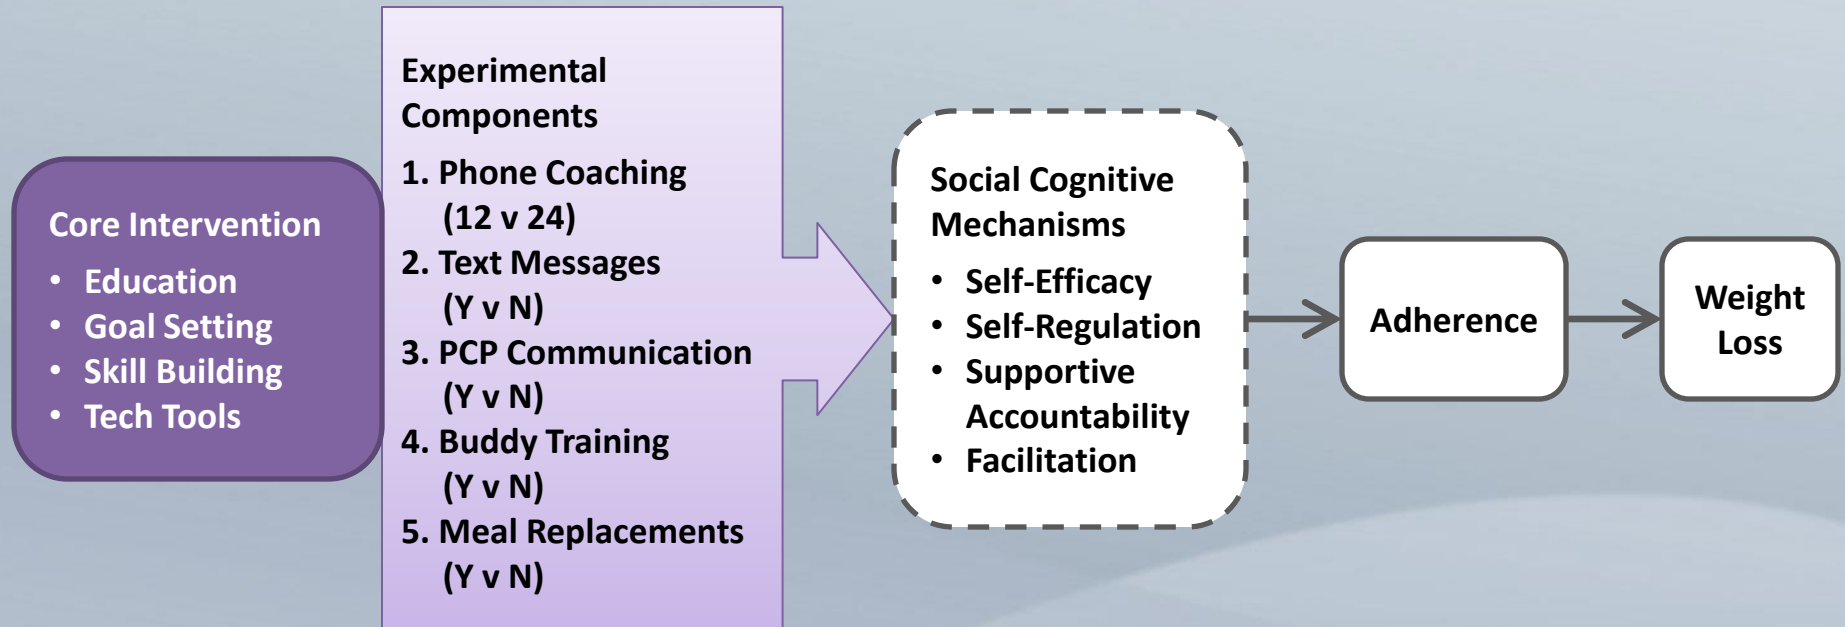 Core Intervention
• Education
• Goal Setting
• Skill Building
• Tech Tools
Experimental
Components
1. Phone Coaching
(12 v 24)
2. Text Messages
(Y v N)
3. PCP Communication
(Y v N)
4. Buddy Training
(Y v N)
5. Meal Replacements
(Y v N)
Social Cognitive
Mechanisms
• Self-Efficacy
• Self-Regulation
• Supportive
Accountability
• Facilitation
Adherence
Weight
Loss